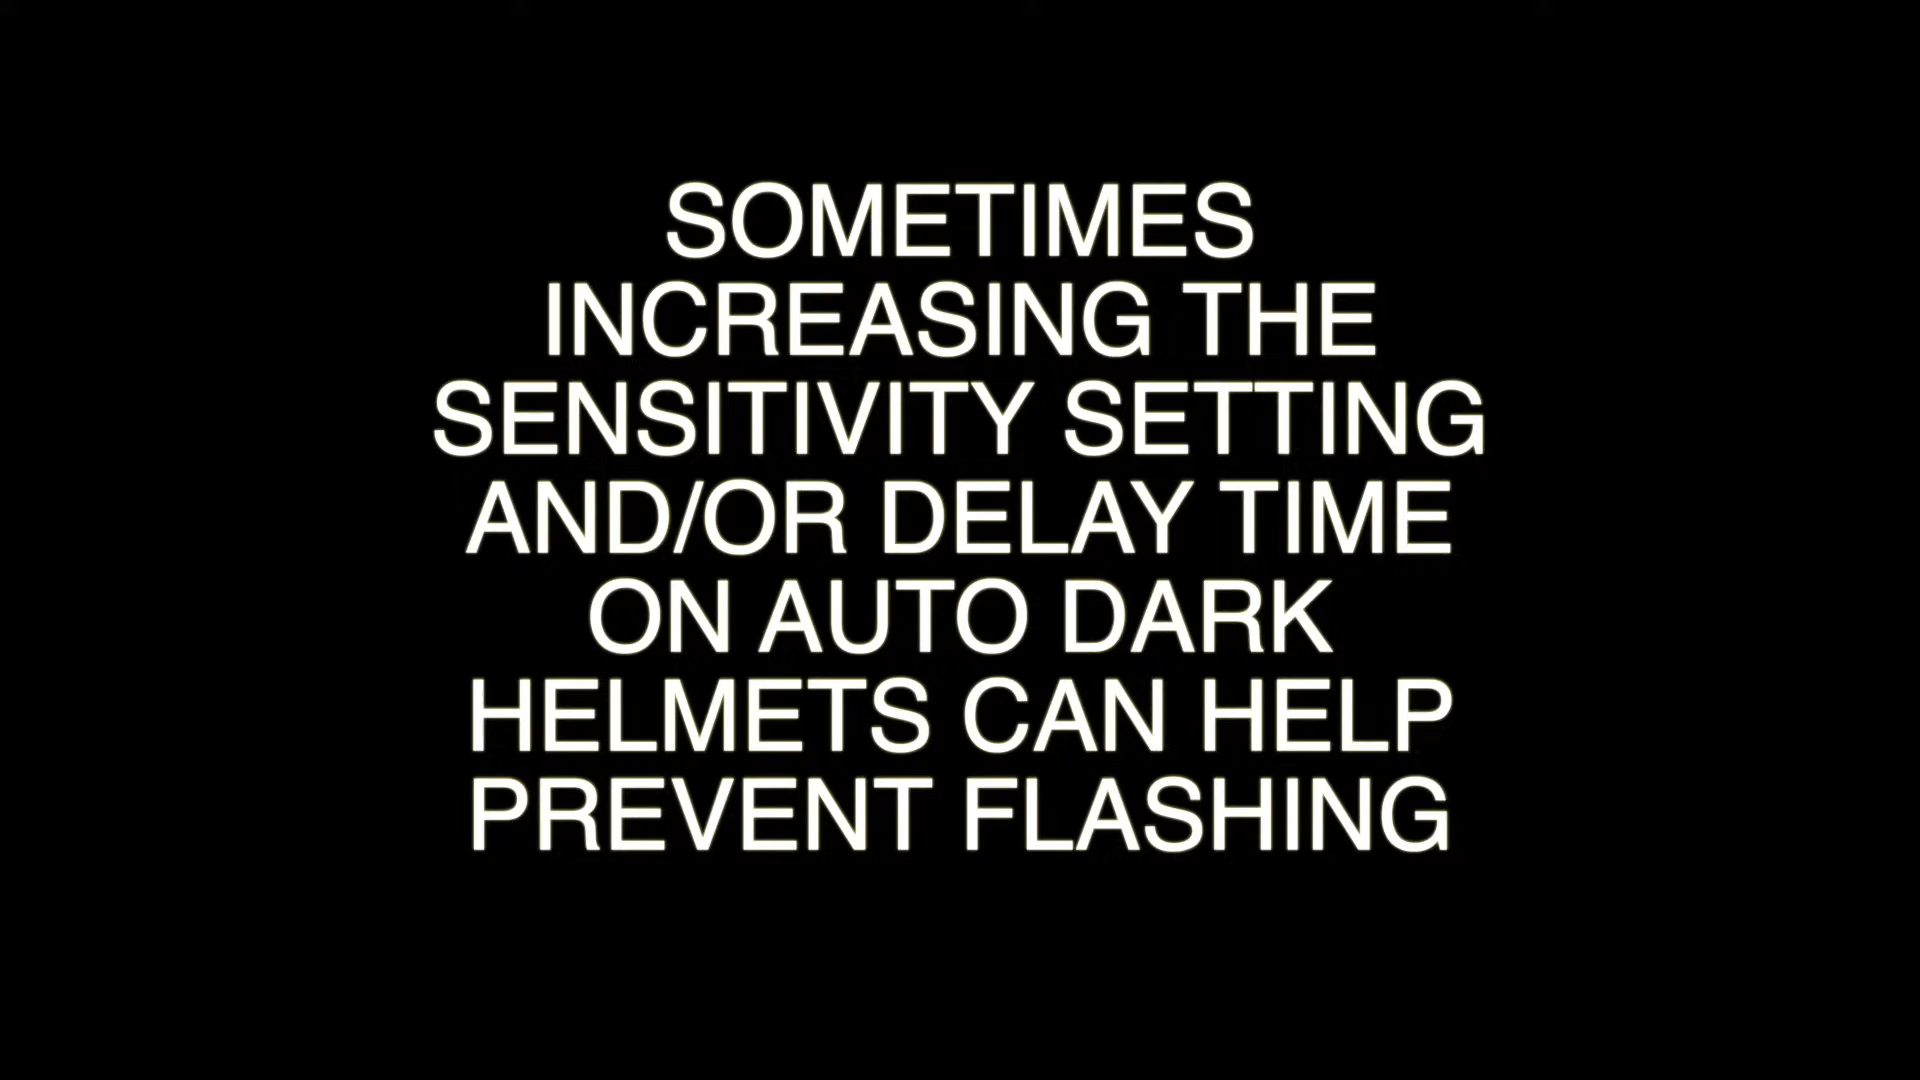 SOMETIMES
INCREASING THE
SENSITIVITY SETTING
AND/OR DELAY TIME
ON AUTO DARK
HELMETS CAN HELP
PREVENT FLASHING